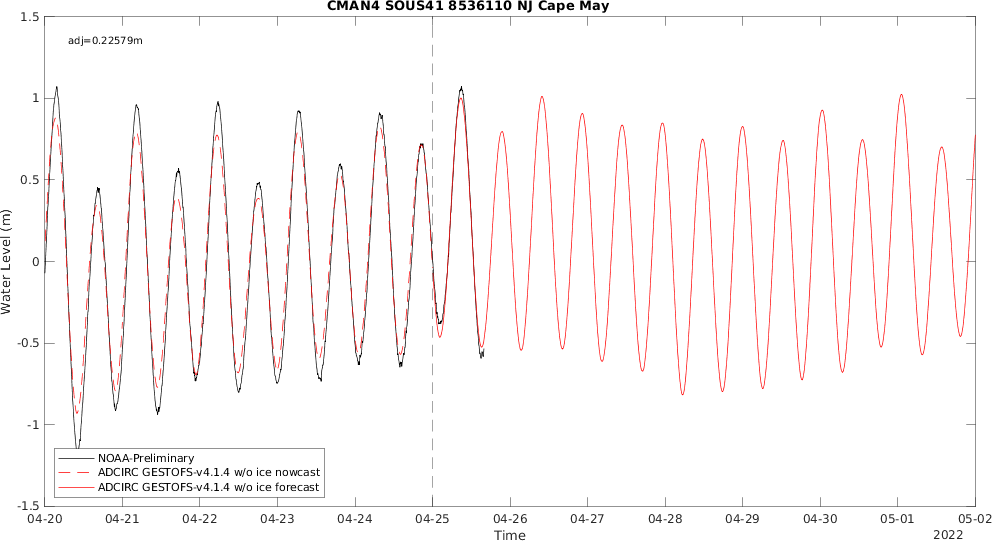 CMAN4 SOUS41 8536110 NJ Cape May
adj=0.22579m
1.5
1
0.5
0
-0.5
-1
-1.5
Water Level (m)
NOAA-Preliminary
ADCIRC GESTOFS-v4.1.4 w/o ice nowcast
ADCIRC GESTOFS-v4.1.4 w/o ice forecast
04-20 04-21 04-22 04-23 04-24 04-25 04-26 04-27 04-28 04-29 04-30 05-01 05-02
Time
2022